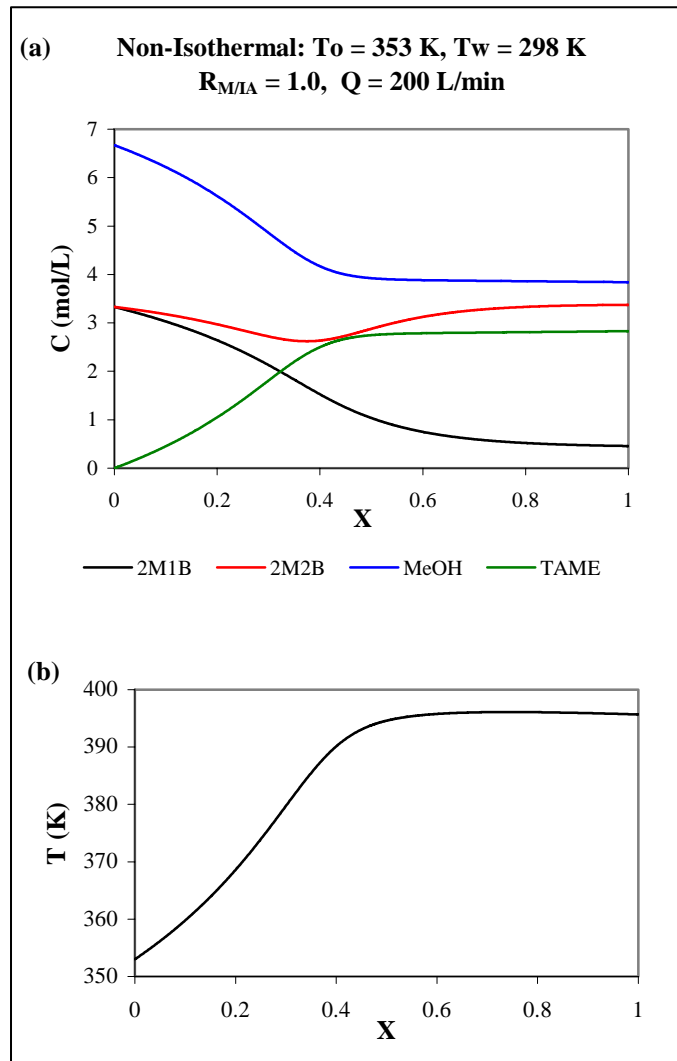 (a) Non-Isothermal: To = 353 K, Tw = 298 K
R_M/IA = 1.0, Q = 200 L/min
7
6
5
4
3
2
1
0
C (mol/L)
0 0.2 0.4 0.6 0.8 1
X
2M1B 2M2B MeOH TAME
(b)
400
390
380
370
360
350
T (K)
0 0.2 0.4 0.6 0.8 1
X